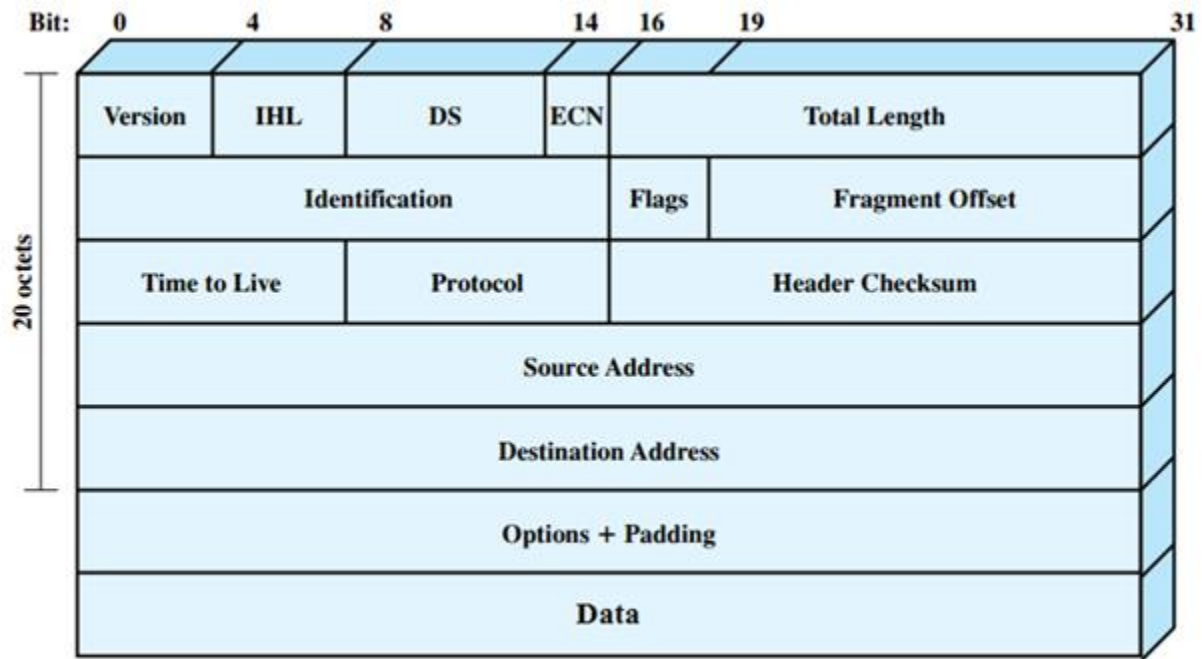 Bit: 0 4 8 14 16 19 31
Version IHL DS ECN Total Length
Identification Flags Fragment Offset
20 octets
Time to Live Protocol Header Checksum
Source Address
Destination Address
Options + Padding
Data